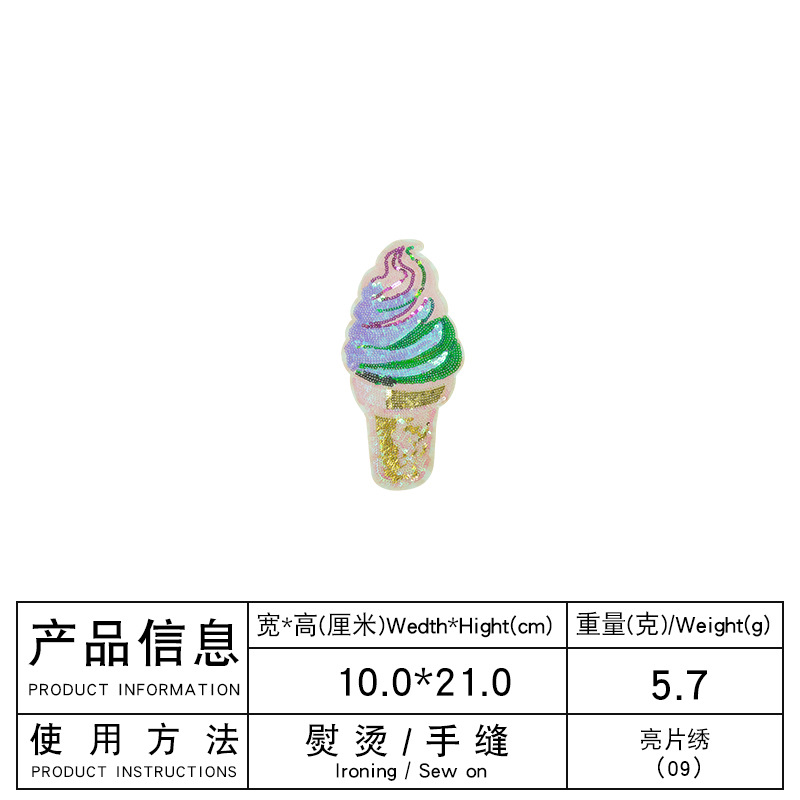 产品信息
PRODUCT INFORMATION
宽*高(厘米)Wedth*Hight(cm)
重量(克)/Weight(g)
10.0*21.0
5.7
使用方法
PRODUCT INSTRUCTIONS
熨烫/手缝
Ironing / Sew on
亮片绣
(09)